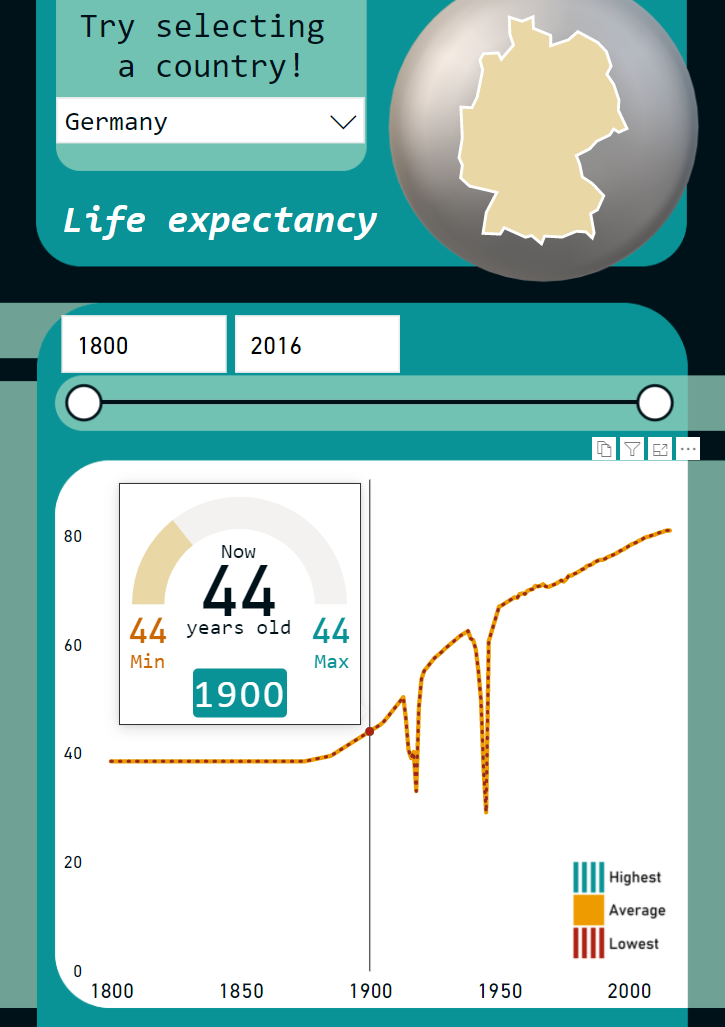 Try selecting
a country!
Germany
Life expectancy
1800
2016
80
60
40
20
0
Now
44
years old
44
Min
44
Max
1900
Highest
Average
Lowest
1800 1850 1900 1950 2000